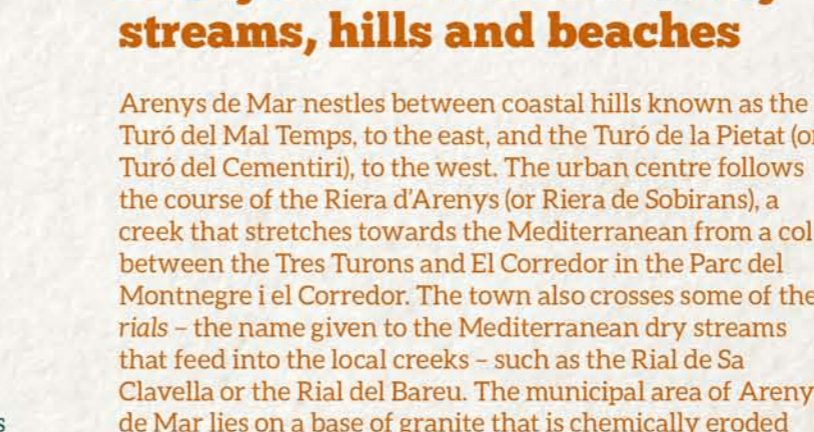 streams, hills and beaches
Arenys de Mar nestles between coastal hills known as the
Turó del Mal Temps, to the east, and the Turó de la Pietat (or
Turó del Cementiri), to the west. The urban centre follows
the course of the Riera d'Arenys (or Riera de Sobirans), a
creek that stretches towards the Mediterranean from a col
between the Tres Turons and El Corredor in the Parc del
Montnegre i el Corredor. The town also crosses some of the
rials – the name given to the Mediterranean dry streams
that feed into the local creeks – such as the Rial de Sa
Clavella or the Rial del Bareu. The municipal area of Areny
de Mar lies on a base of granite that is chemically eroded